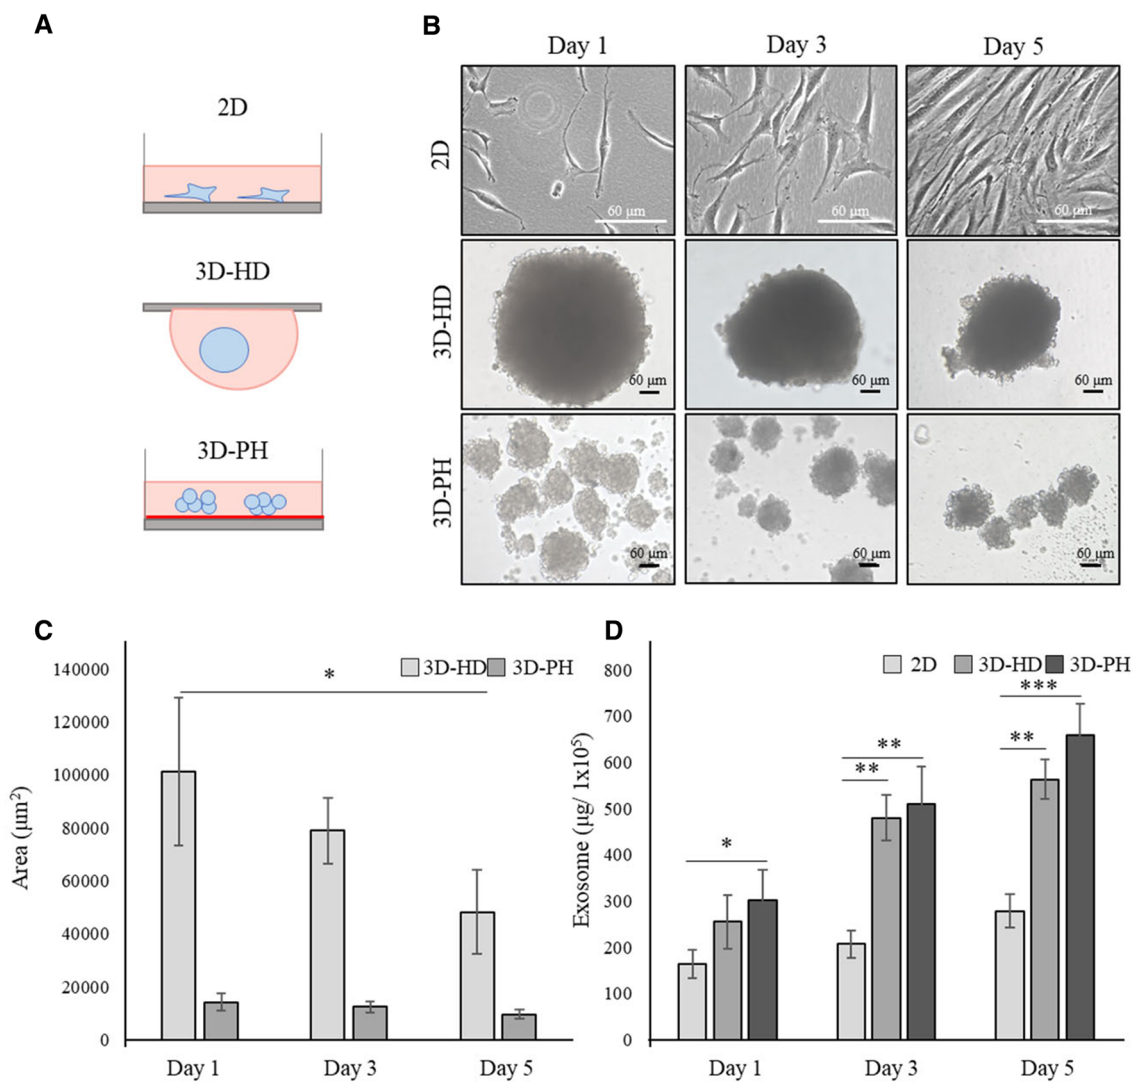 A
2D
3D-HD
3D-PH
B
Day 1
Day 3
Day 5
2D
60 μm
60 μm
60 μm
3D-HD
60 μm
60 μm
60 μm
3D-PH
60 μm
60 μm
60 μm
C
140000
120000
100000
80000
60000
40000
20000
0
Area (μm²)
3D-HD
3D-PH
*
Day 1
Day 3
Day 5
D
800
700
600
500
400
300
200
100
0
Exosome (μg/ 1x10⁵)
2D
3D-HD
3D-PH
*
**
**
***
**
Day 1
Day 3
Day 5